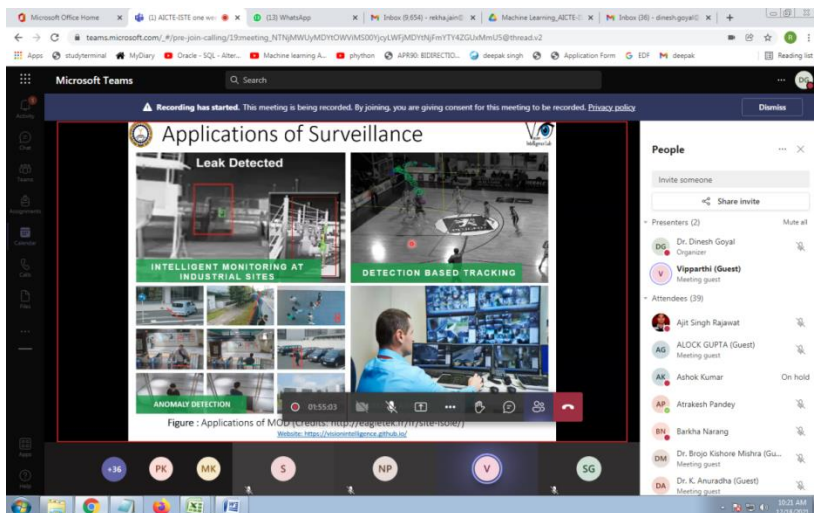 Microsoft Office Home
(1) AICTE-ISTE one wee
(13) WhatsApp
Inbox (9,654) - rekha.jain@
Machine Learning_AICTE-I
Inbox (36) - dinesh.goyal@
teams.microsoft.com/_#/pre-join-calling/19:meeting_
Apps
studyterminal
MyDiary
Oracle - SQL - Alter...
Machine learning A...
phython
APR90: BIDIRECTIO...
deepak singh
Application Form
EDF
deepak
Reading list
Microsoft Teams
Search
DG
Recording has started. This meeting is being recorded. By joining, you are giving consent for this meeting to be recorded. Privacy policy
Dismiss
Activity
Chat
Teams
Assignments
Calendar
Calls
Files
Apps
Help
Applications of Surveillance
Leak Detected
INTELLIGENT MONITORING AT
INDUSTRIAL SITES
DETECTION BASED TRACKING
ANOMALY DETECTION
01:55:03
Figure : Applications of MOD (Credits: http://eagletek.fr/fr/site-isole/)
Website: https://visionintelligence.github.io/
+36
PK
MK
S
NP
V
SG
People
Invite someone
Share invite
Presenters (2)
Mute all
DG
Dr. Dinesh Goyal
Organizer
V
Vipparthi (Guest)
Meeting guest
Attendees (39)
Ajit Singh Rajawat
AG
ALOCK GUPTA (Guest)
Meeting guest
AK
Ashok Kumar
On hold
AP
Atrakesh Pandey
BN
Barkha Narang
DM
Dr. Brojo Kishore Mishra (Gu...
Meeting guest
DA
Dr. K. Anuradha (Guest)
Meeting guest
10:21 AM